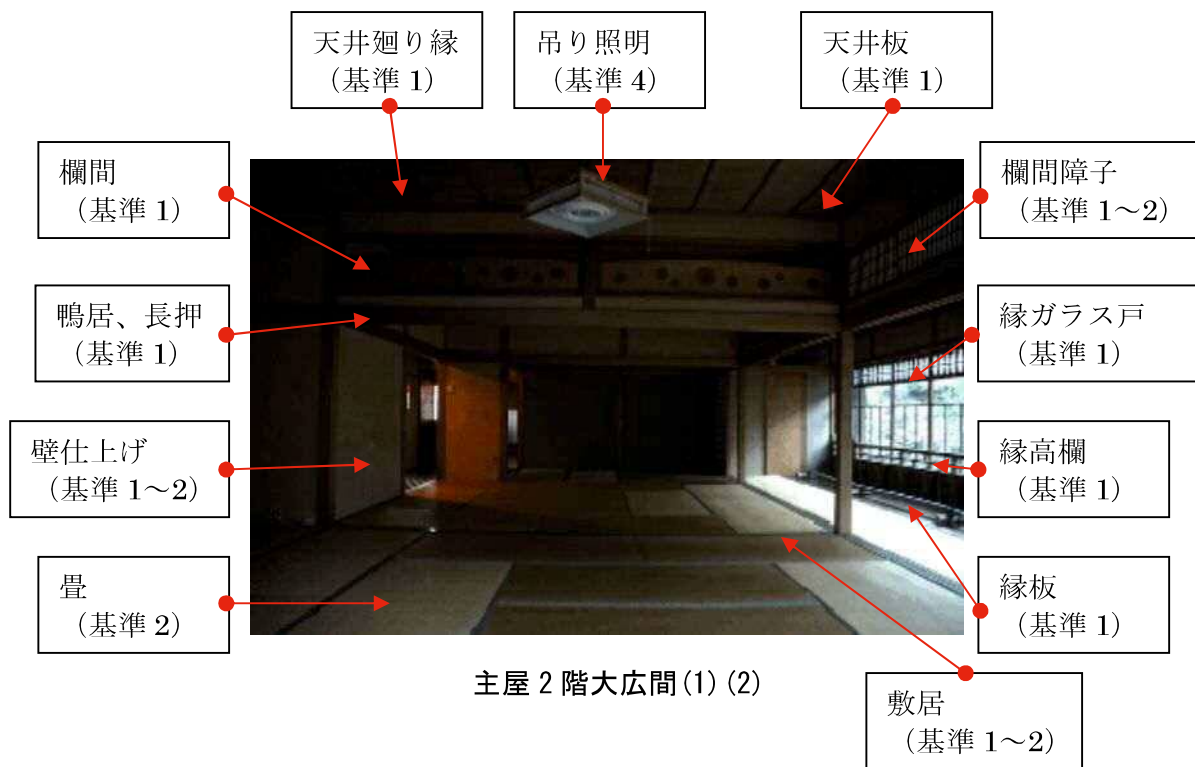 天井廻り縁
（基準 1）
吊り照明
（基準 4）
天井板
（基準 1）
欄間
（基準 1）
欄間障子
（基準 1～2）
鴨居、長押
（基準 1）
縁ガラス戸
（基準 1）
壁仕上げ
（基準 1～2）
縁高欄
（基準 1）
畳
（基準 2）
縁板
（基準 1）
主屋 2 階大広間(1) (2)
敷居
（基準 1～2）